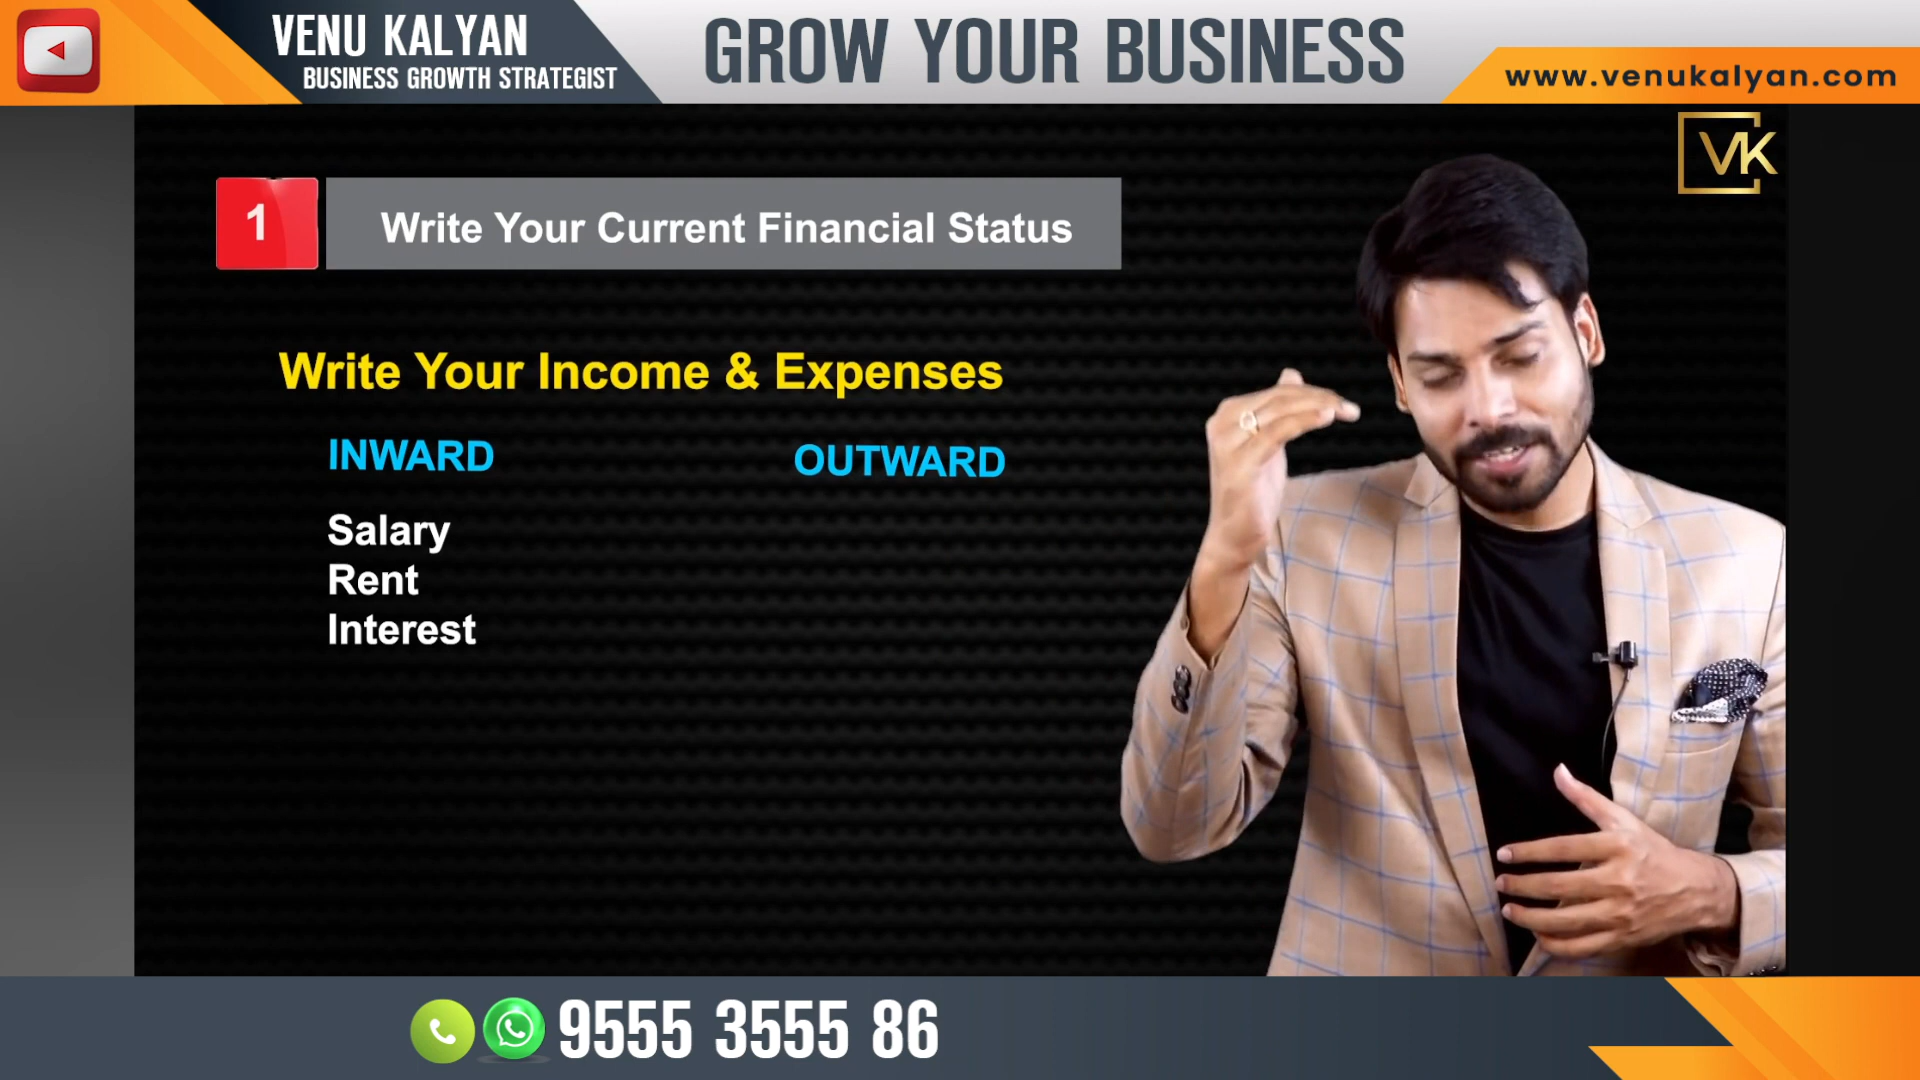 VENU KALYAN
BUSINESS GROWTH STRATEGIST
GROW YOUR BUSINESS
www.venukalyan.com
VK
1
Write Your Current Financial Status
Write Your Income & Expenses
INWARD
OUTWARD
Salary
Rent
Interest
9555 3555 86